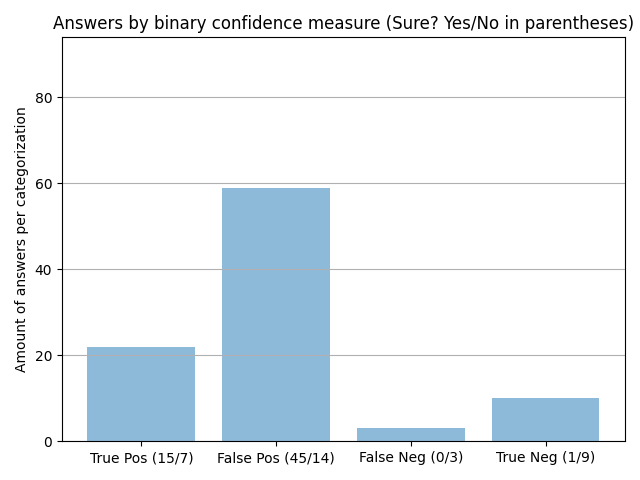 Answers by binary confidence measure (Sure? Yes/No in parentheses)
Amount of answers per categorization
80
60
40
20
0
True Pos (15/7)
False Pos (45/14)
False Neg (0/3)
True Neg (1/9)